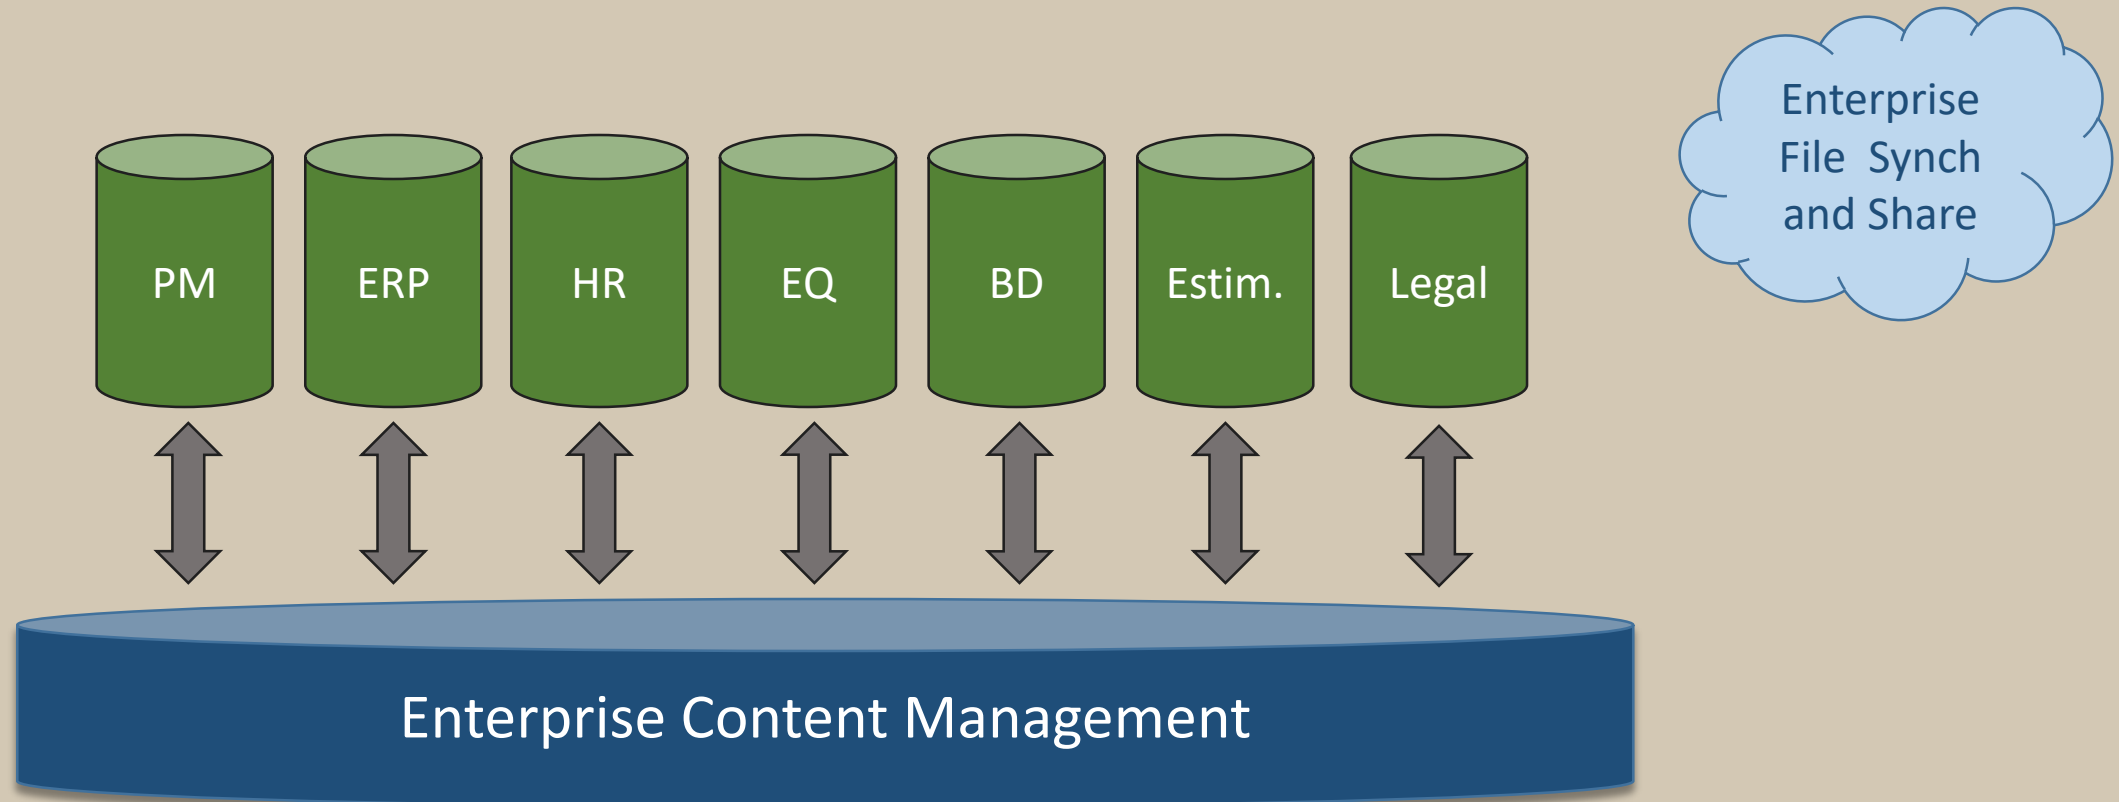 Enterprise
File Synch
and Share
PM
ERP
HR
EQ
BD
Estim.
Legal
Enterprise Content Management